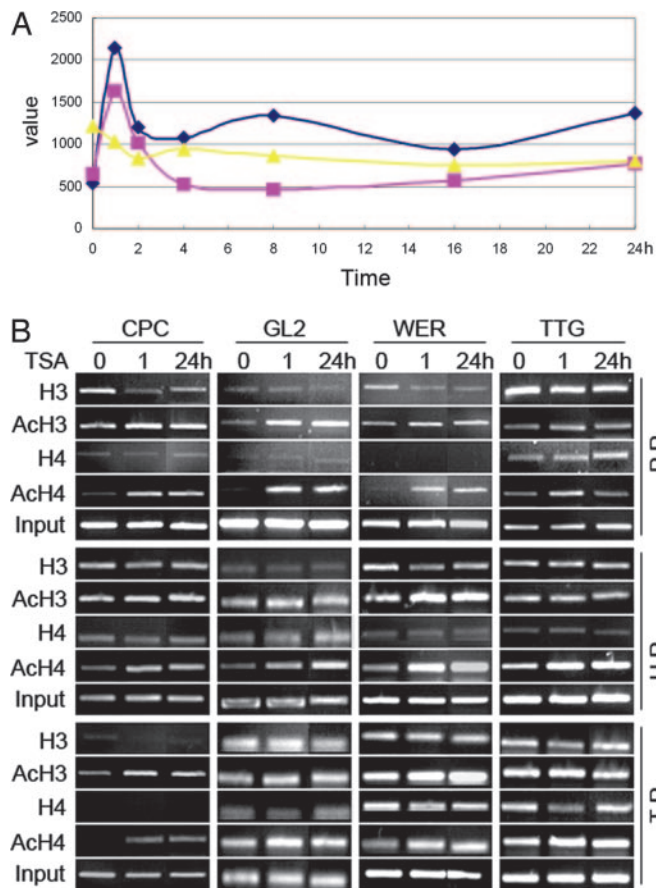 A
2500
2000
1500
1000
500
0
value
0 2 4 6 8 10 12 14 16 18 20 22 24h
Time
B
CPC GL2 WER TTG
TSA 0 1 24h 0 1 24h 0 1 24h 0 1 24h
H3
AcH3
H4
AcH4
Input
H3
AcH3
H4
AcH4
Input
H3
AcH3
H4
AcH4
Input